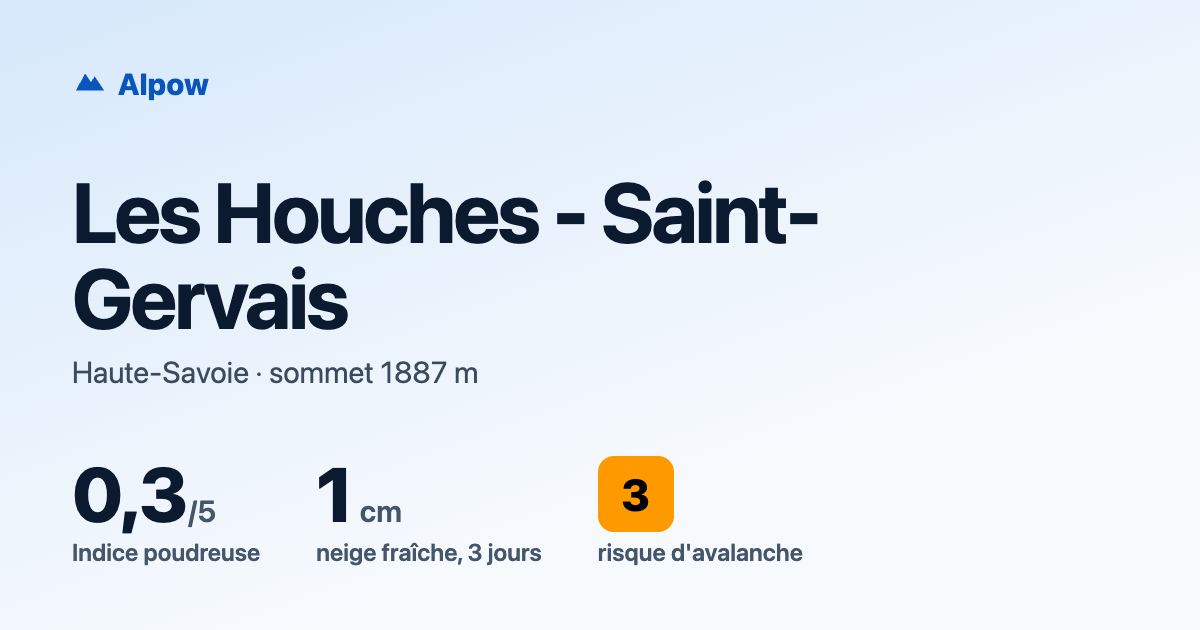 Alpow
Les Houches - Saint-
Gervais
Haute-Savoie · sommet 1887 m
0,3/5
Indice poudreuse
1 cm
neige fraîche, 3 jours
3
risque d'avalanche